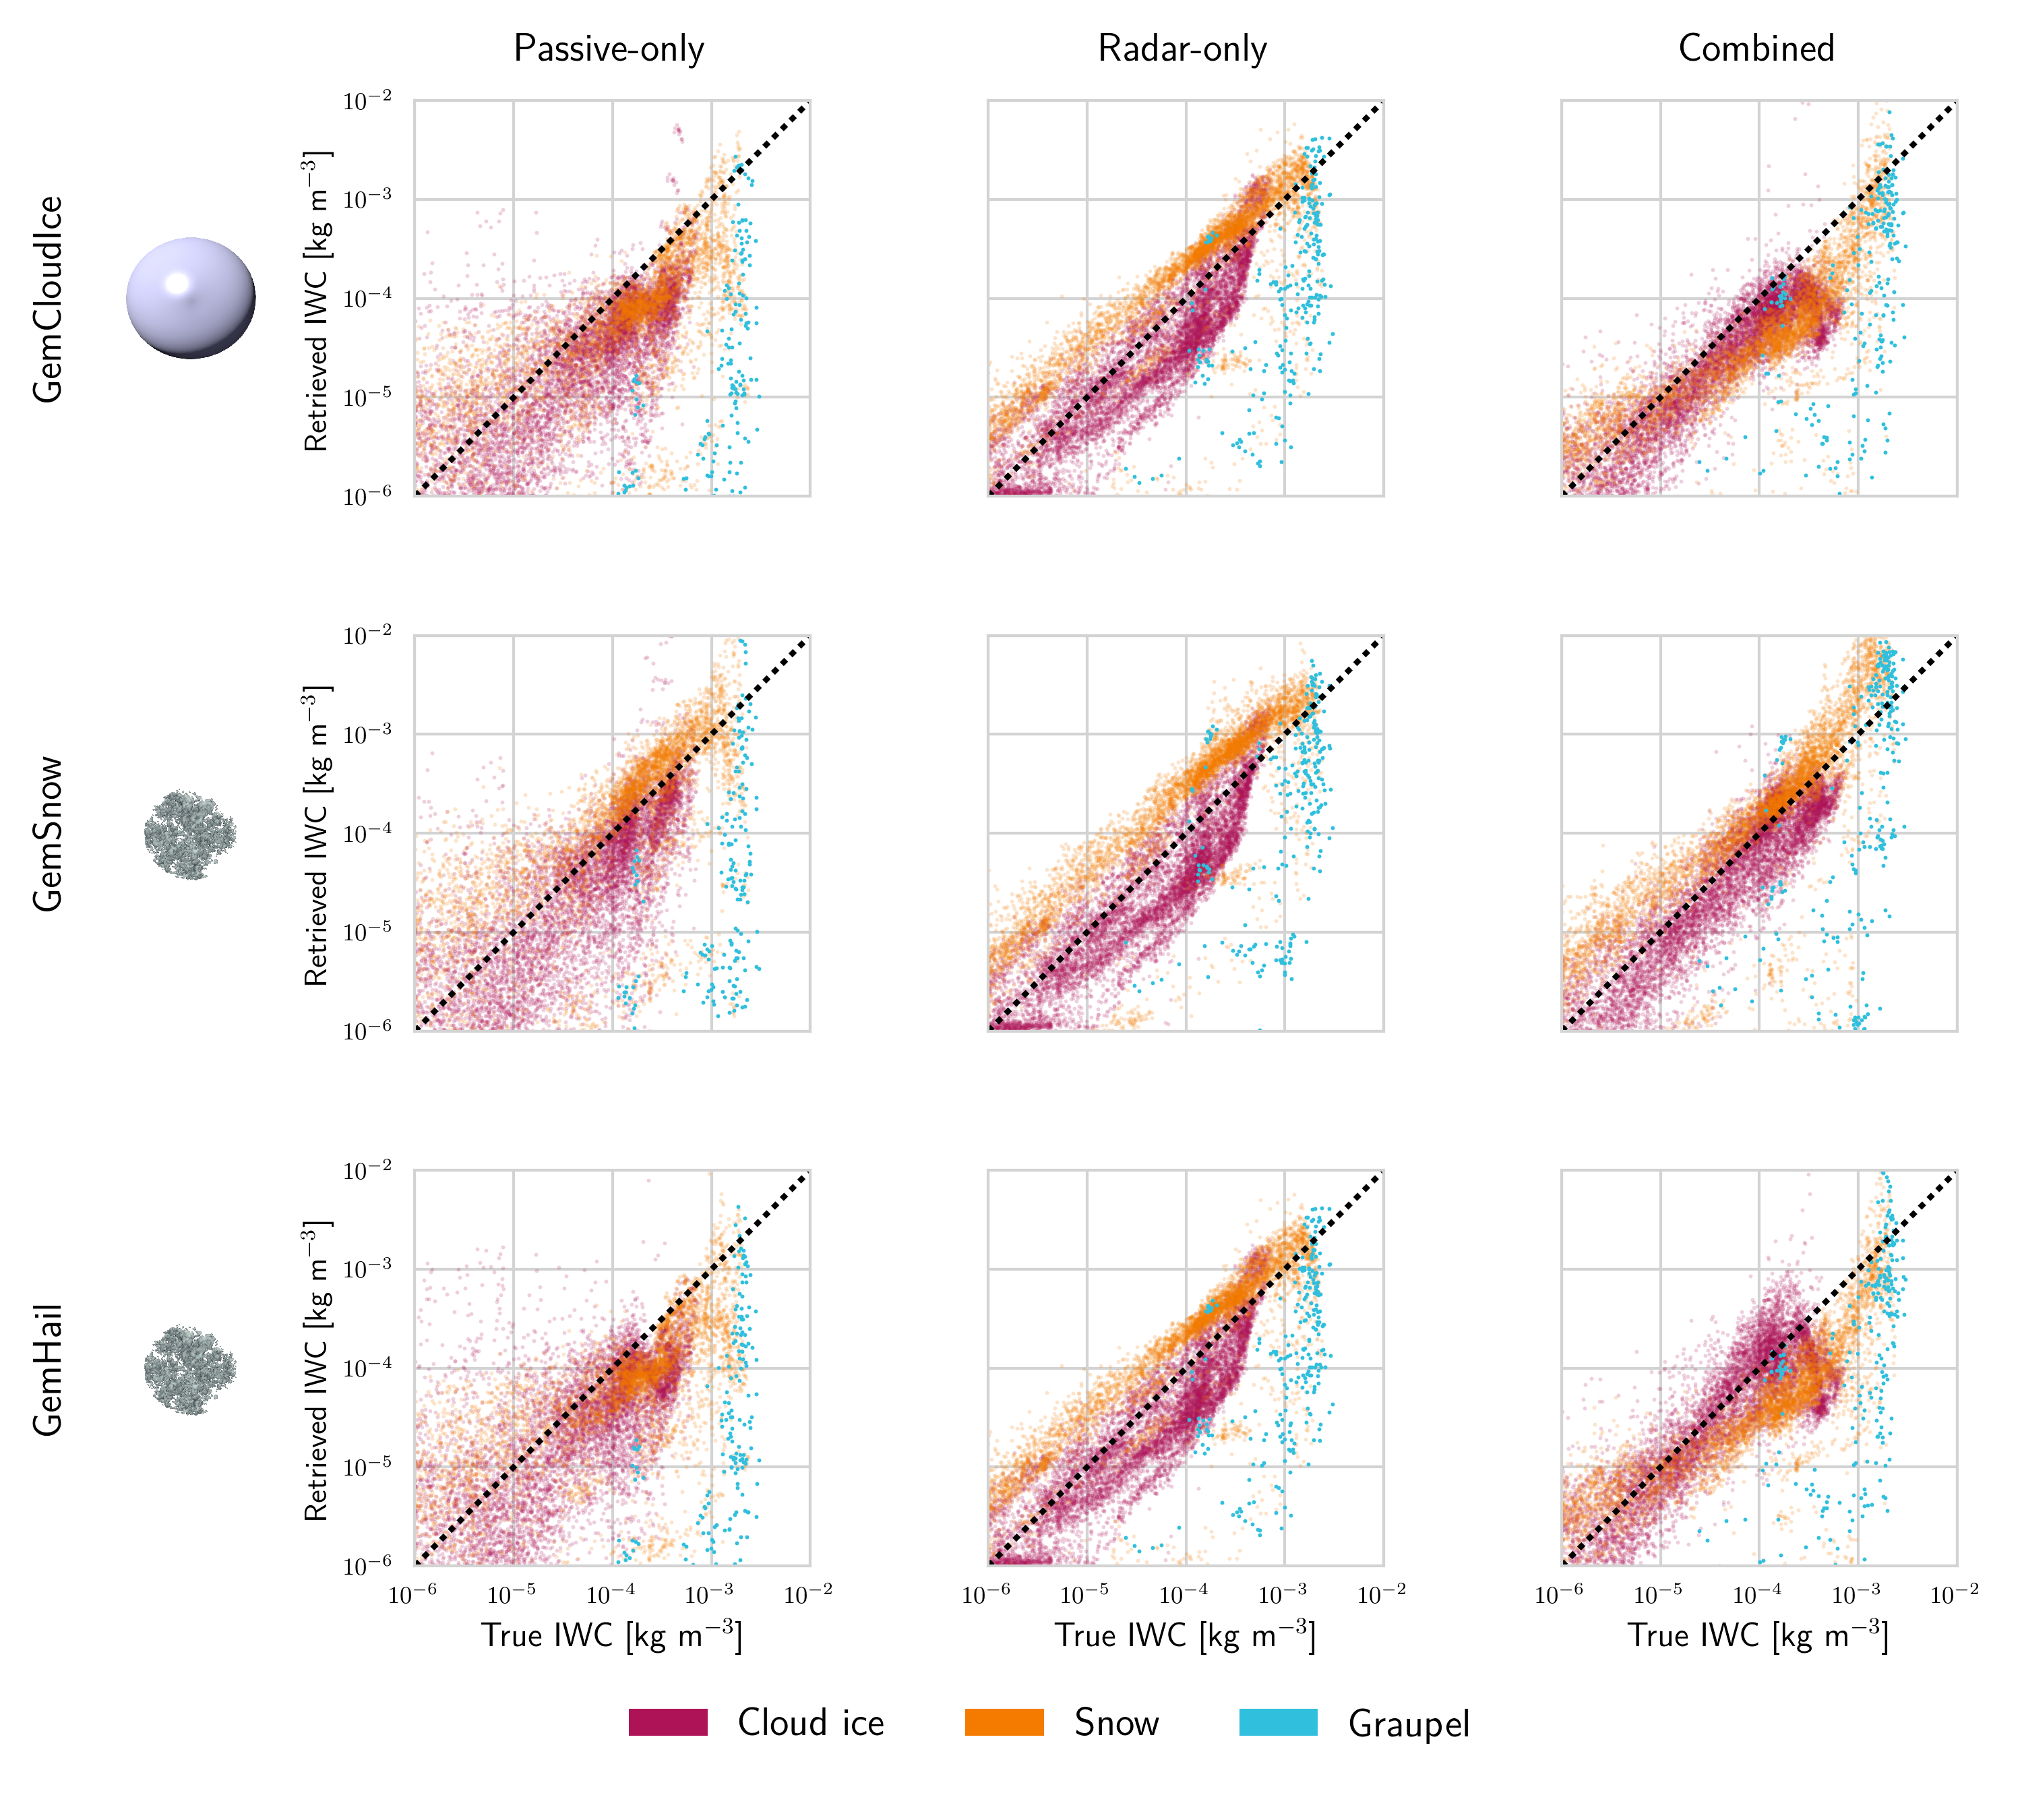 Passive-only Radar-only Combined
GemCloudIce
Retrieved IWC [kg m⁻³]
10⁻²
10⁻³
10⁻⁴
10⁻⁵
10⁻⁶
GemSnow
Retrieved IWC [kg m⁻³]
10⁻²
10⁻³
10⁻⁴
10⁻⁵
10⁻⁶
GemHail
Retrieved IWC [kg m⁻³]
10⁻²
10⁻³
10⁻⁴
10⁻⁵
10⁻⁶
10⁻⁶ 10⁻⁵ 10⁻⁴ 10⁻³ 10⁻² 10⁻⁶ 10⁻⁵ 10⁻⁴ 10⁻³ 10⁻² 10⁻⁶ 10⁻⁵ 10⁻⁴ 10⁻³ 10⁻²
True IWC [kg m⁻³] True IWC [kg m⁻³] True IWC [kg m⁻³]
Cloud ice Snow Graupel